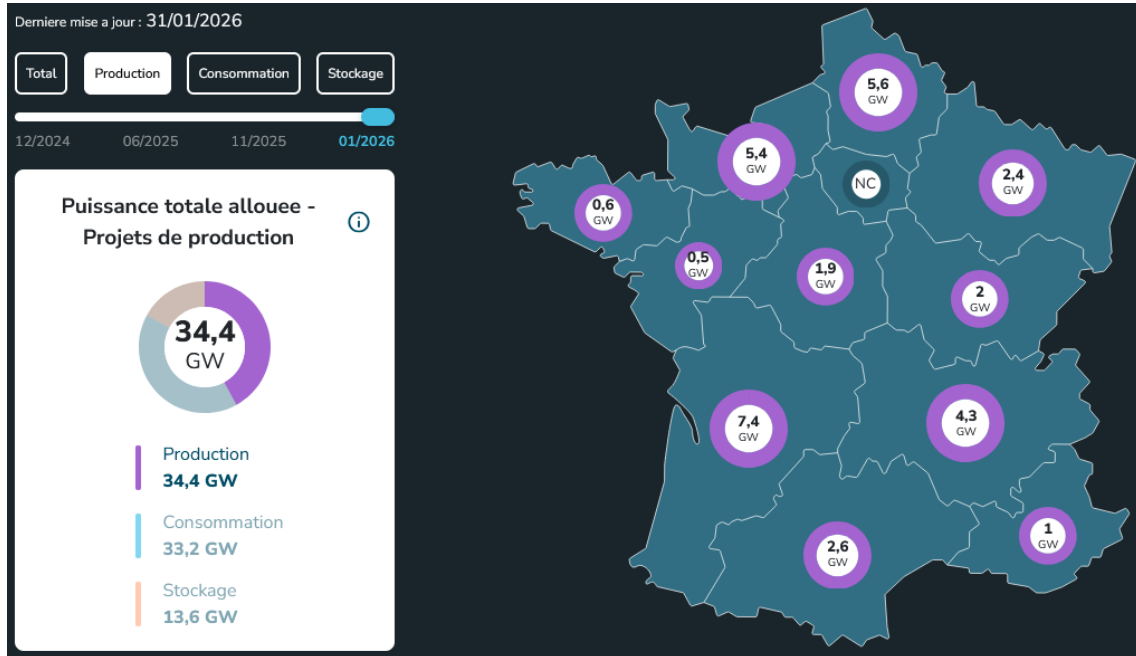 Derniere mise a jour : 31/01/2026
Total
Production
Consommation
Stockage
12/2024
06/2025
11/2025
01/2026
Puissance totale allouee -
Projets de production
34,4
GW
Production
34,4 GW
Consommation
33,2 GW
Stockage
13,6 GW
5,6
GW
5,4
GW
NC
2,4
GW
0,6
GW
0,5
GW
1,9
GW
2
GW
7,4
GW
4,3
GW
2,6
GW
1
GW